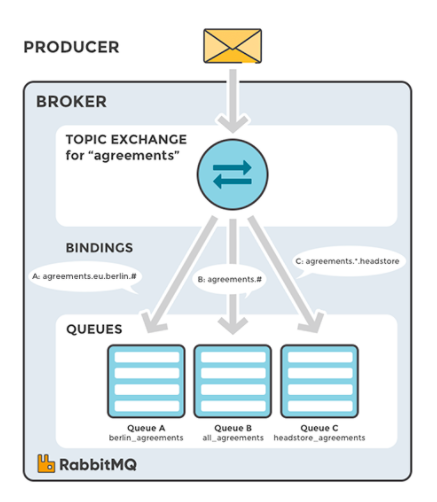 PRODUCER
BROKER
TOPIC EXCHANGE
for “agreements”
BINDINGS
A: agreements.eu.berlin.#
B: agreements.#
C: agreements.*.headstore
QUEUES
Queue A
berlin_agreements
Queue B
all_agreements
Queue C
headstore_agreements
RabbitMQ